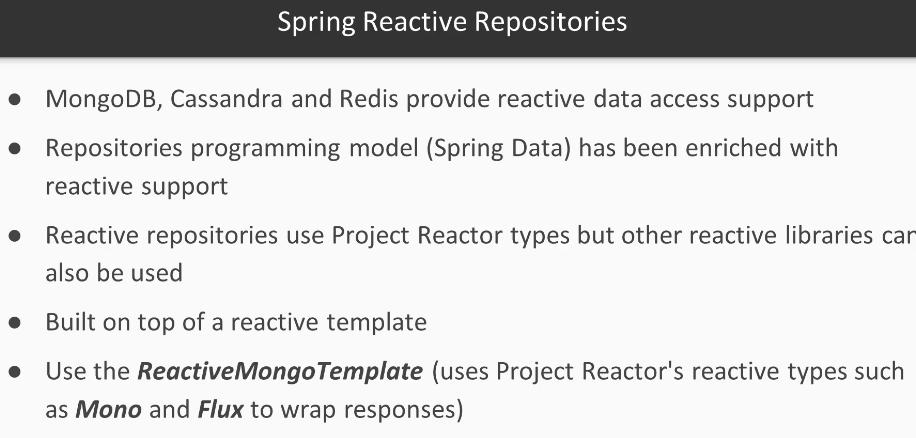 Spring Reactive Repositories
● MongoDB, Cassandra and Redis provide reactive data access support
● Repositories programming model (Spring Data) has been enriched with
reactive support
● Reactive repositories use Project Reactor types but other reactive libraries can
also be used
● Built on top of a reactive template
● Use the ReactiveMongoTemplate (uses Project Reactor's reactive types such
as Mono and Flux to wrap responses)